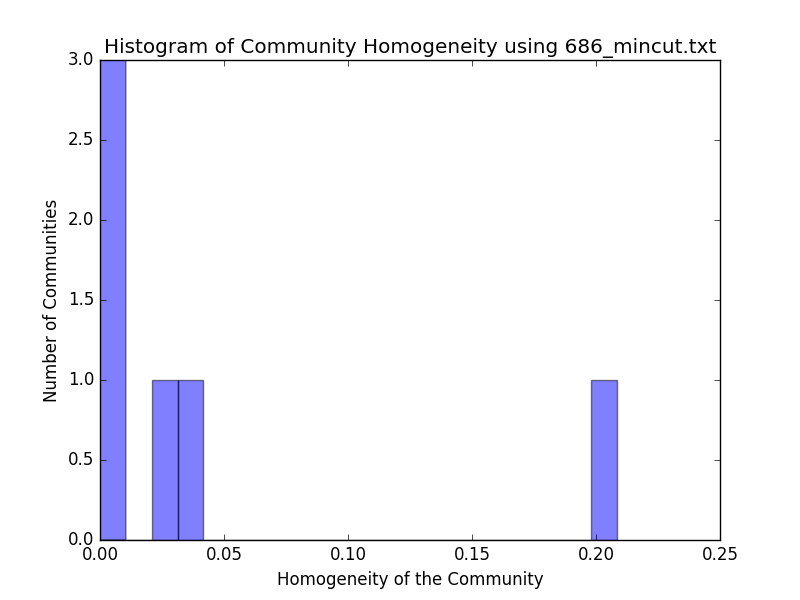 Histogram of Community Homogeneity using 686_mincut.txt
3.0
2.5
2.0
1.5
1.0
0.5
0.0
Number of Communities
0.00 0.05 0.10 0.15 0.20 0.25
Homogeneity of the Community